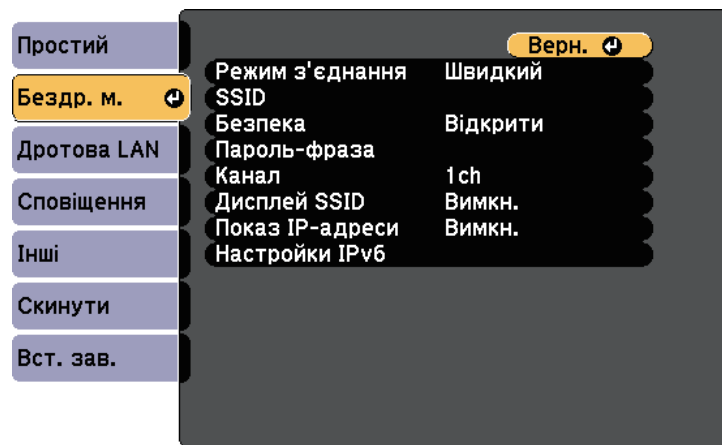 Простий
Бездр. м.
Дротова LAN
Сповіщення
Інші
Скинути
Вст. зав.
Верн.
Режим з'єднання Швидкий
SSID
Безпека Відкрити
Пароль-фраза
Канал 1ch
Дисплей SSID Вимкн.
Показ IP-адреси Вимкн.
Настройки IPv6